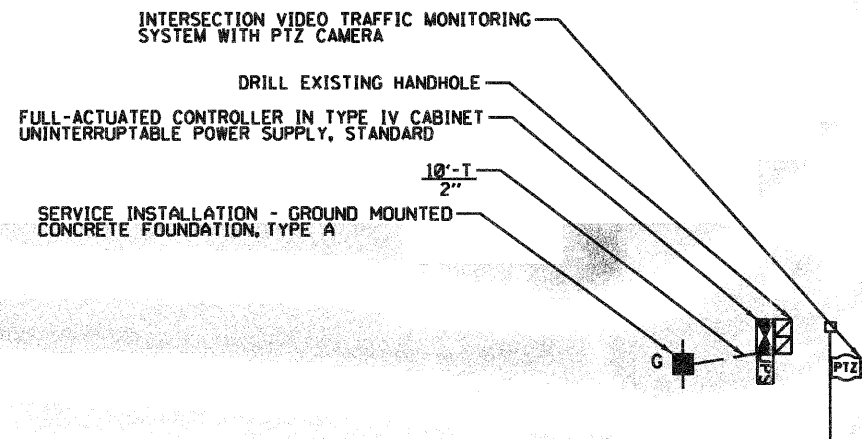 INTERSECTION VIDEO TRAFFIC MONITORING
SYSTEM WITH PTZ CAMERA
DRILL EXISTING HANDHOLE
FULL-ACTUATED CONTROLLER IN TYPE IV CABINET
UNINTERRUPTABLE POWER SUPPLY, STANDARD
10'-T
2"
SERVICE INSTALLATION - GROUND MOUNTED
CONCRETE FOUNDATION, TYPE A
G
UPS
PTZ